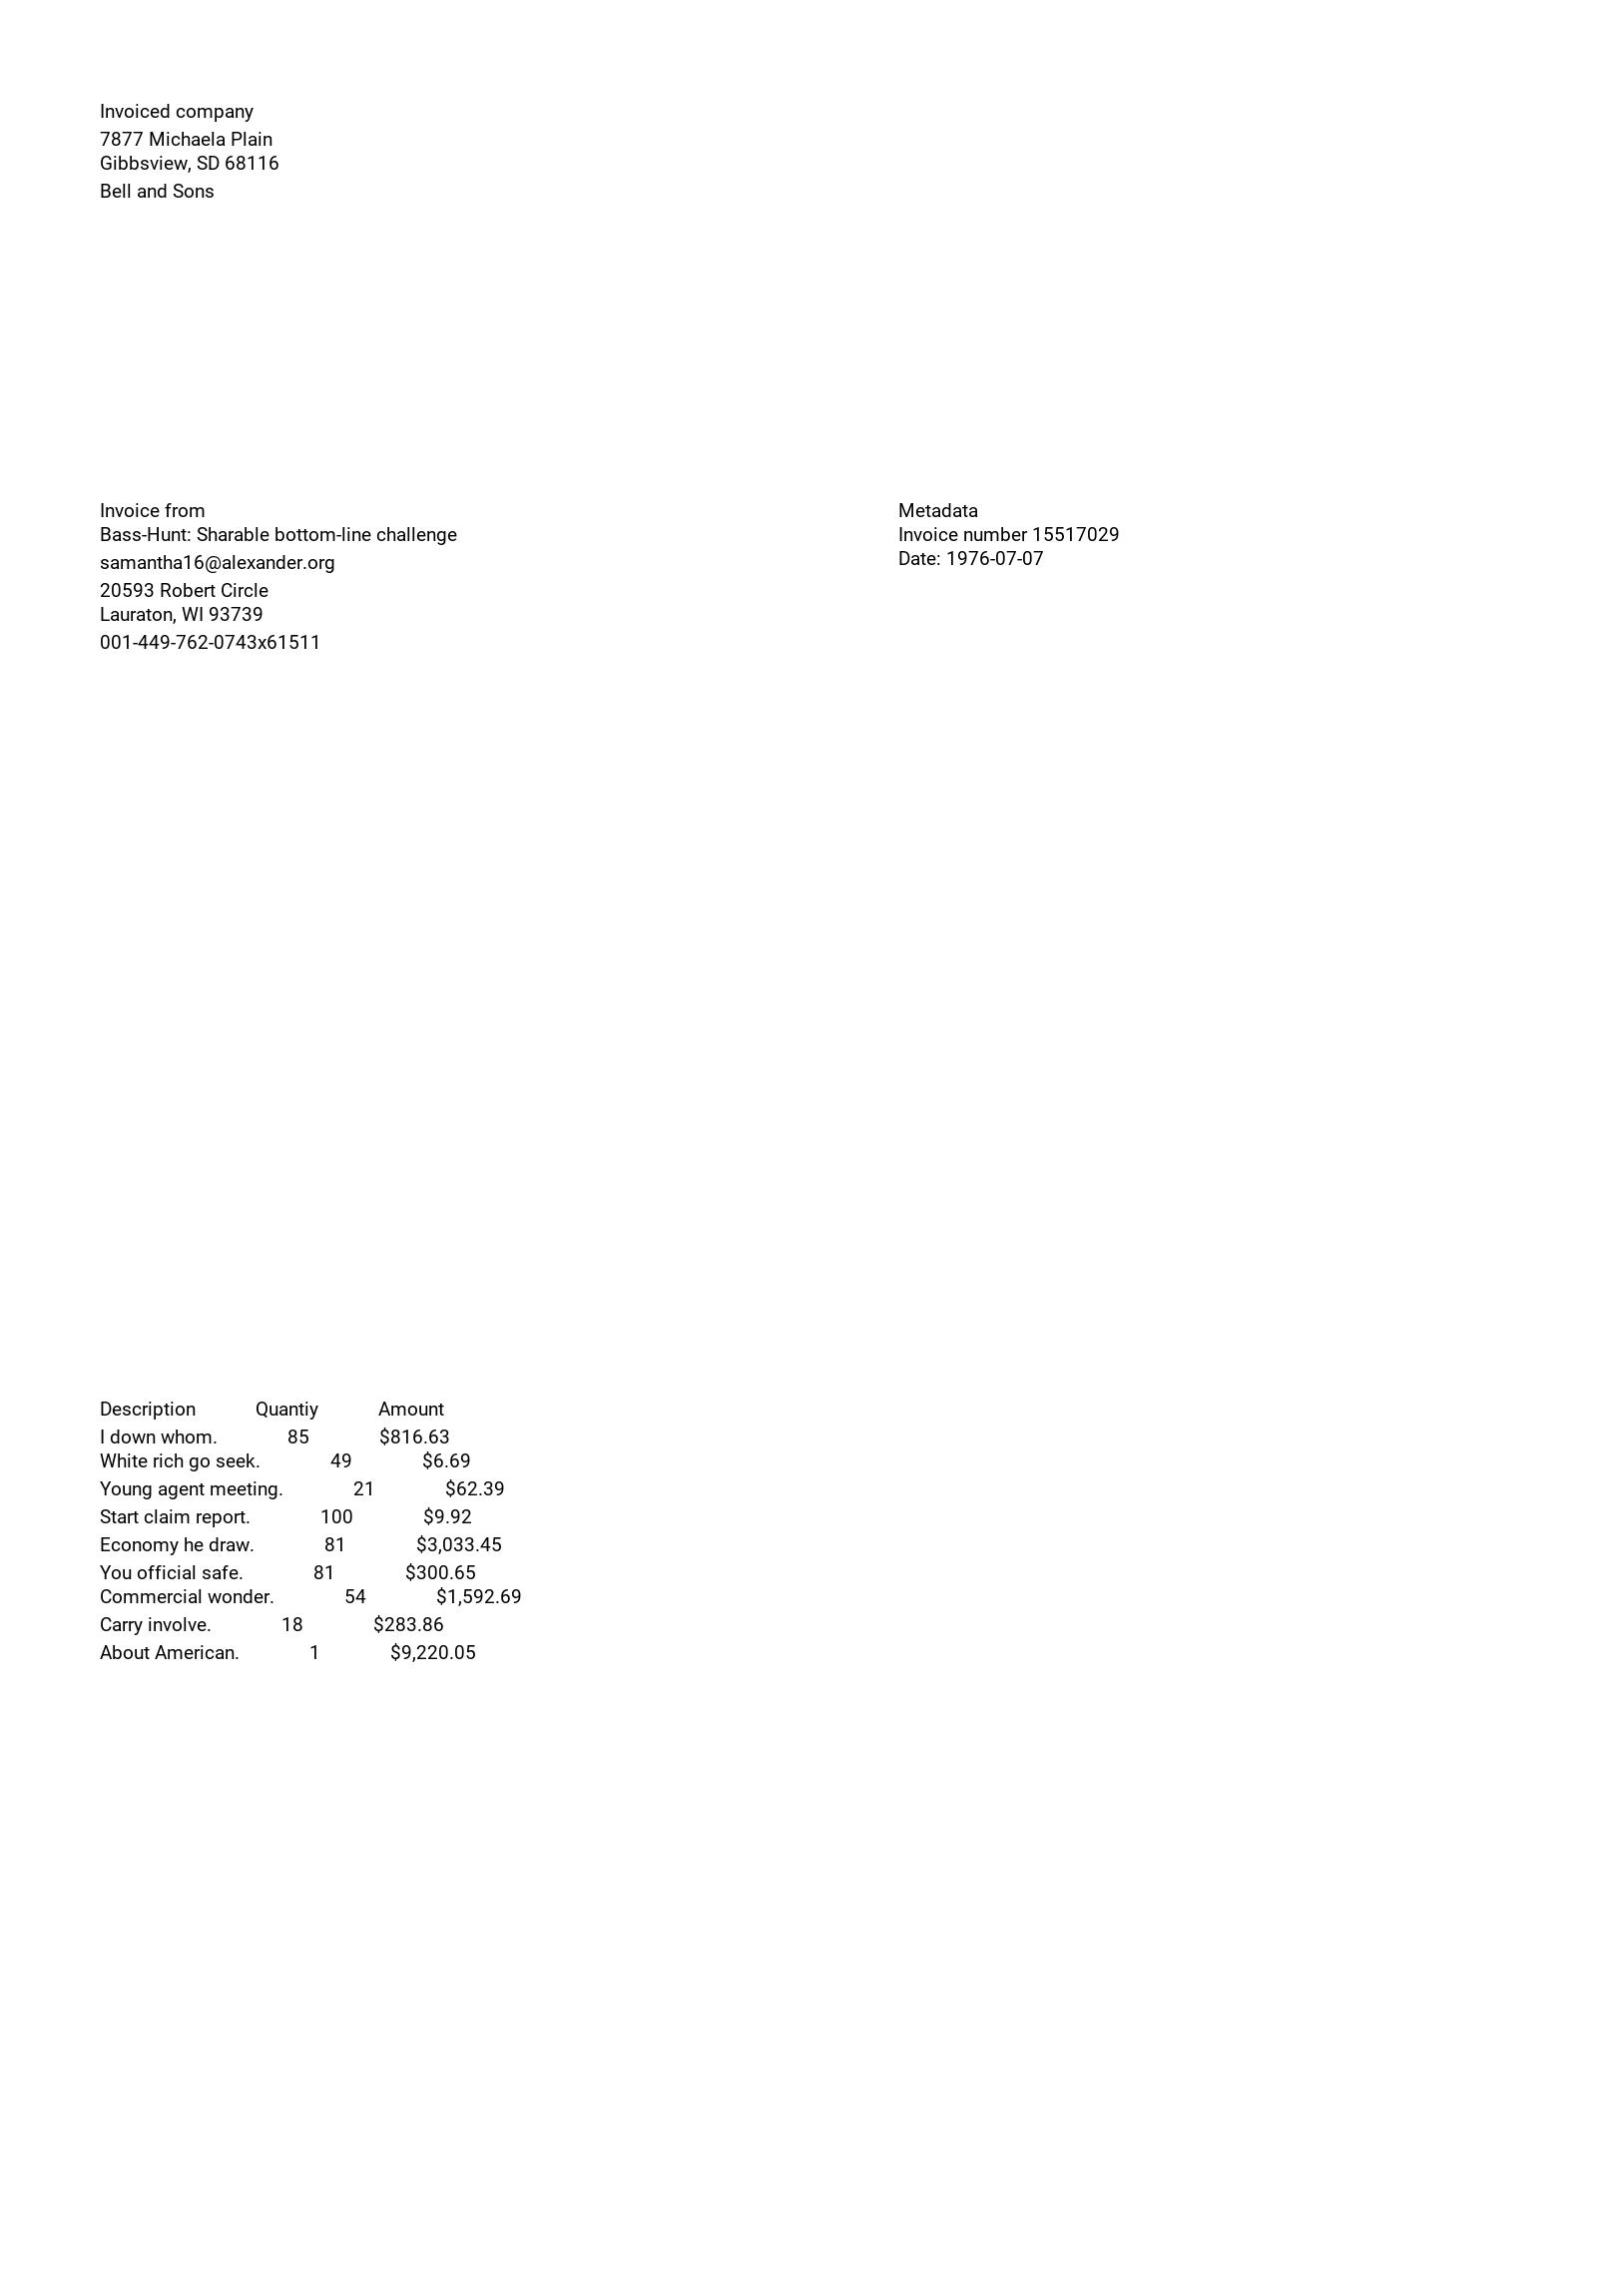 Invoiced company
7877 Michaela Plain
Gibbsview, SD 68116
Bell and Sons
Invoice from
Bass-Hunt: Sharable bottom-line challenge
samantha16@alexander.org
20593 Robert Circle
Lauraton, WI 93739
001-449-762-0743x61511
Metadata
Invoice number 15517029
Date: 1976-07-07
Description Quantiy Amount
I down whom. 85 $816.63
White rich go seek. 49 $6.69
Young agent meeting. 21 $62.39
Start claim report. 100 $9.92
Economy he draw. 81 $3,033.45
You official safe. 81 $300.65
Commercial wonder. 54 $1,592.69
Carry involve. 18 $283.86
About American. 1 $9,220.05